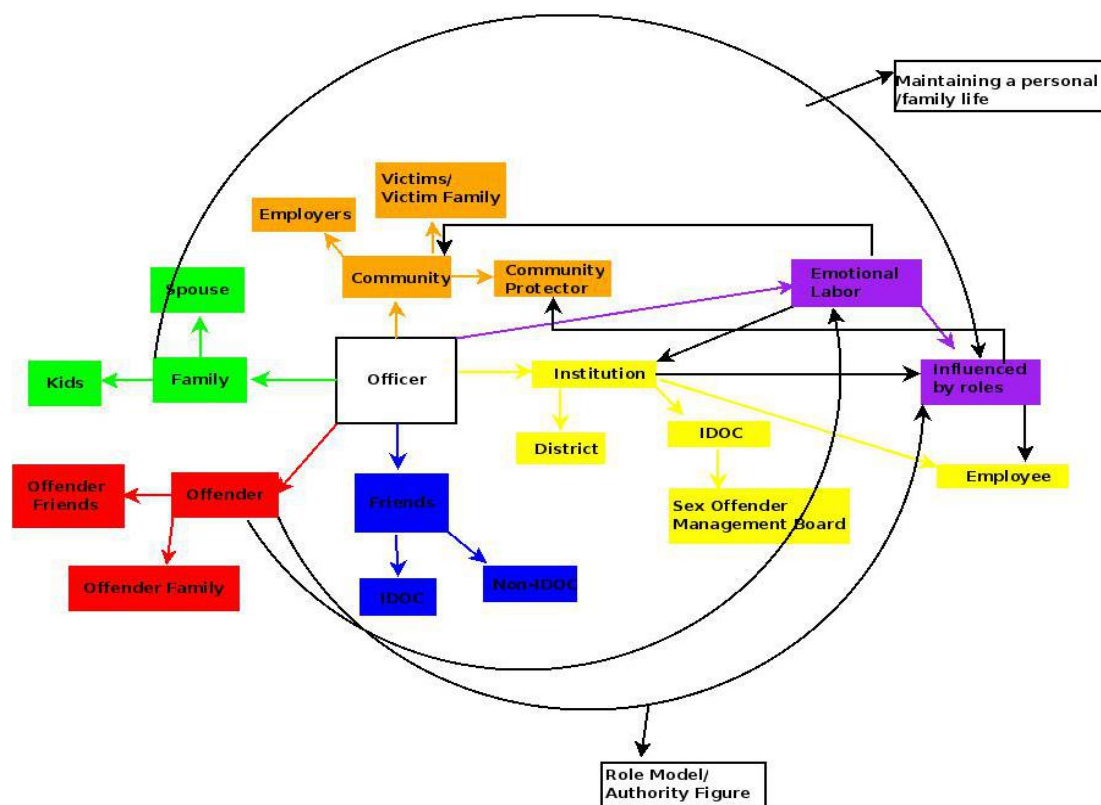 Maintaining a personal
/family life
Victims/
Victim Family
Employers
Community
Community
Protector
Emotional
Labor
Spouse
Kids
Family
Officer
Institution
Influenced
by roles
District
IDOC
Employee
Offender
Friends
Offender
Friends
Sex Offender
Management Board
Offender Family
IDOC
Non-IDOC
Role Model/
Authority Figure